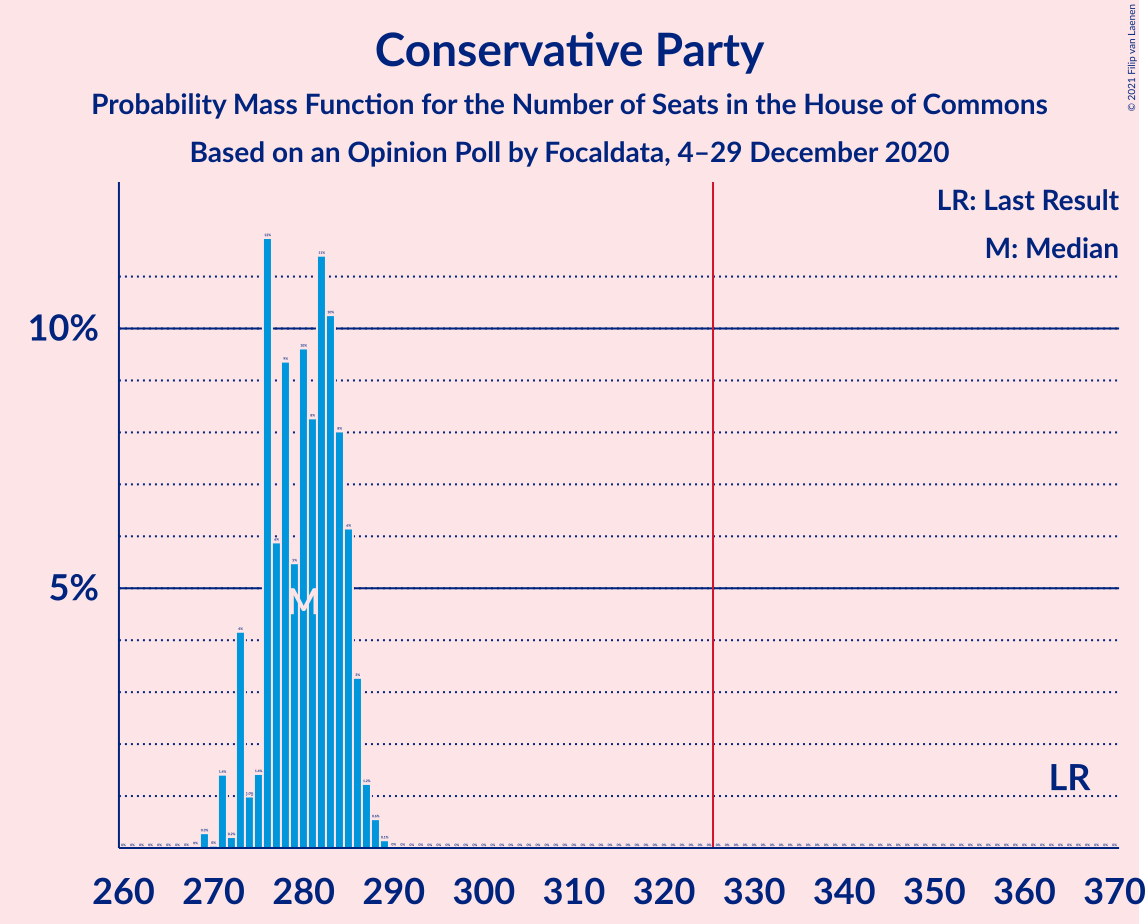 © 2021 Filip van Laenen
Conservative Party
Probability Mass Function for the Number of Seats in the House of Commons
Based on an Opinion Poll by Focaldata, 4–29 December 2020
LR: Last Result
M: Median
10%
5%
M
LR
260 270 280 290 300 310 320 330 340 350 360 370